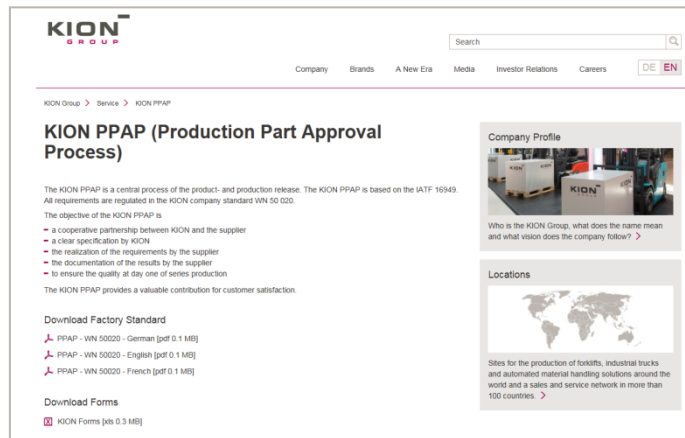 KION
GROUP
Search
Company Brands A New Era Media Investor Relations Careers DE EN
KION Group > Service > KION PPAP
KION PPAP (Production Part Approval
Process)
The KION PPAP is a central process of the product- and production release. The KION PPAP is based on the IATF 16949.
All requirements are regulated in the KION company standard WN 50 020.
The objective of the KION PPAP is
a cooperative partnership between KION and the supplier
a clear specification by KION
the realization of the requirements by the supplier
the documentation of the results by the supplier
to ensure the quality at day one of series production
The KION PPAP provides a valuable contribution for customer satisfaction.
Download Factory Standard
PPAP - WN 50020 - German [pdf 0.1 MB]
PPAP - WN 50020 - English [pdf 0.1 MB]
PPAP - WN 50020 - French [pdf 0.1 MB]
Download Forms
KION Forms [xls 0.3 MB]
Company Profile
KION
KION
Who is the KION Group, what does the name mean
and what vision does the company follow? >
Locations
Sites for the production of forklifts, industrial trucks
and automated material handling solutions around the
world and a sales and service network in more than
100 countries. >